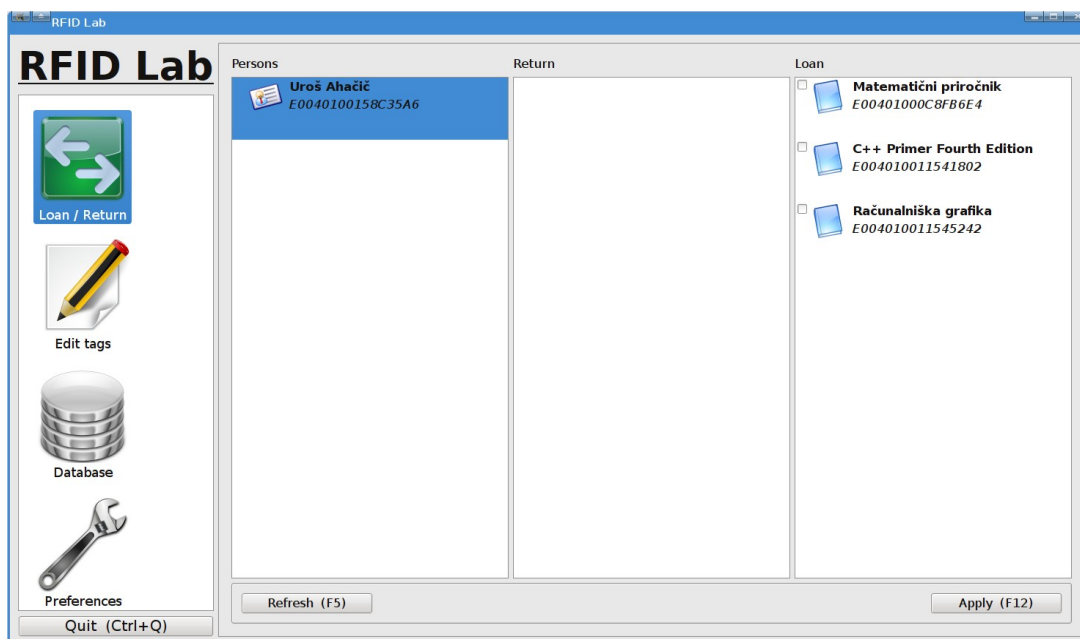 RFID Lab
RFID Lab
Loan / Return
Edit tags
Database
Preferences
Quit (Ctrl+Q)
Persons
Uroš Ahačič
E0040100158C35A6
Return
Loan
Matematični priročnik
E00401000C8FB6E4
C++ Primer Fourth Edition
E004010011541802
Računalniška grafika
E004010011545242
Refresh (F5)
Apply (F12)